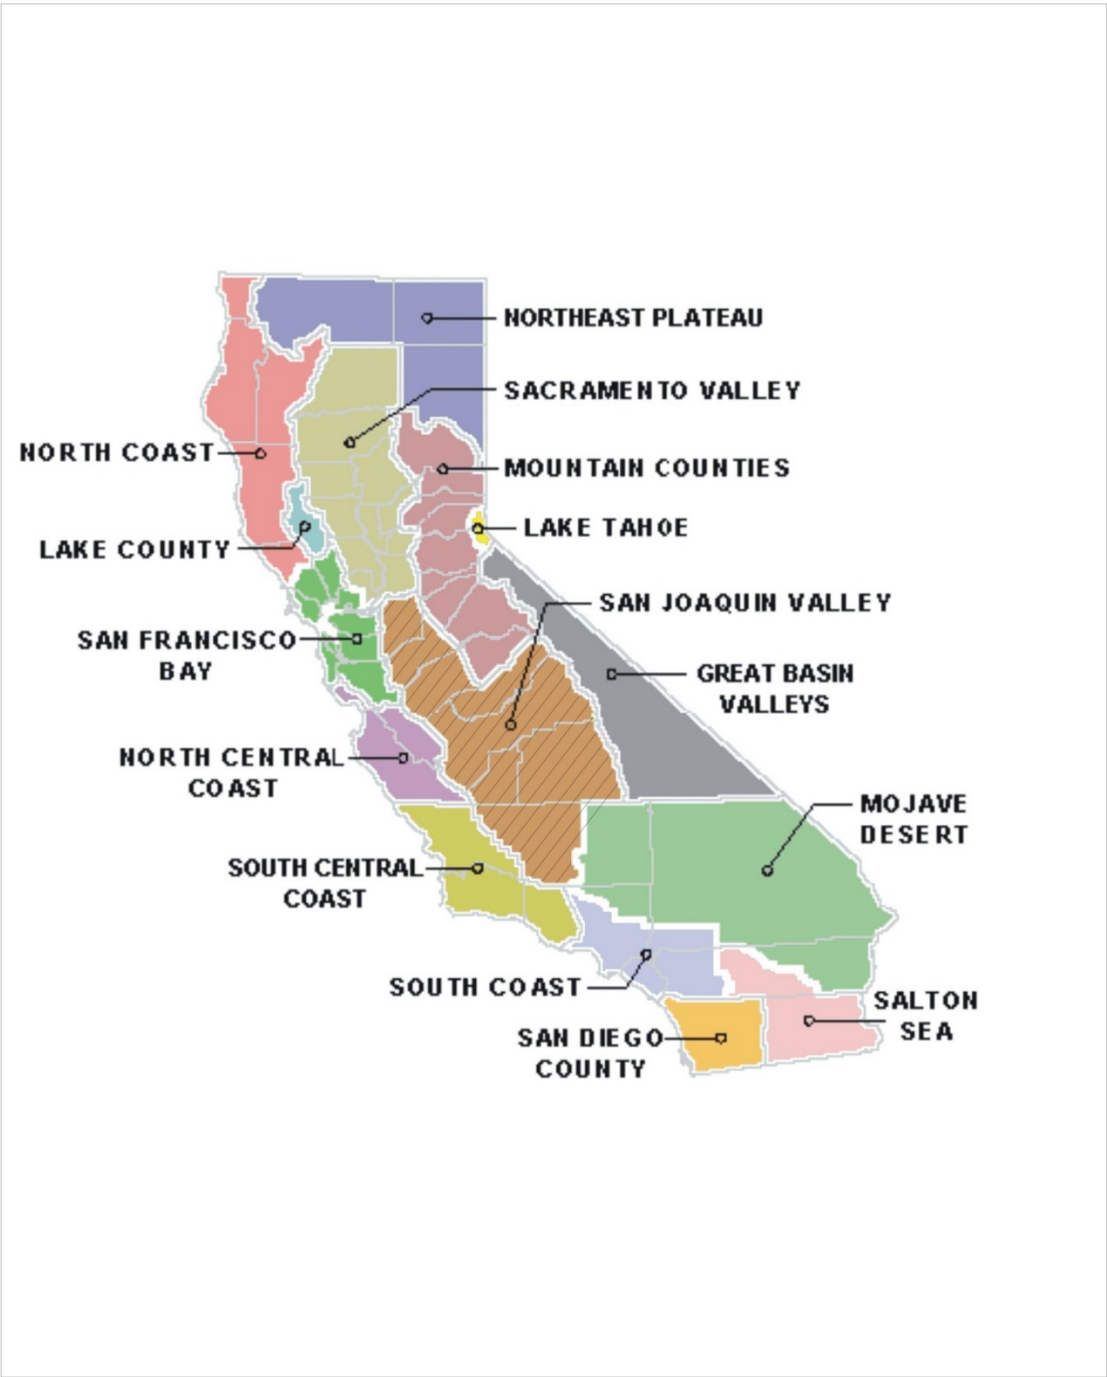 NORTHEAST PLATEAU
SACRAMENTO VALLEY
NORTH COAST
MOUNTAIN COUNTIES
LAKE TAHOE
LAKE COUNTY
SAN JOAQUIN VALLEY
SAN FRANCISCO
BAY
GREAT BASIN
VALLEYS
NORTH CENTRAL
COAST
MOJAVE
DESERT
SOUTH CENTRAL
COAST
SOUTH COAST
SALTON
SEA
SAN DIEGO
COUNTY